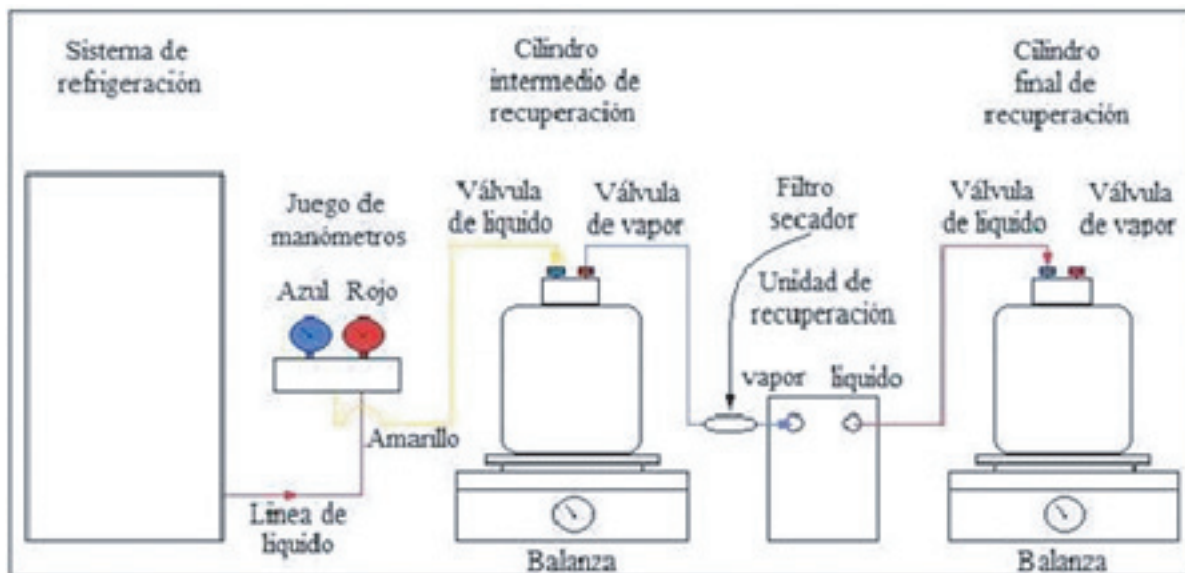 Sistema de
refrigeración
Cilindro
intermedio de
recuperación
Cilindro
final de
recuperación
Juego de
manómetros
Azul
Rojo
Válvula
de liquido
Válvula
de vapor
Filtro
secador
Unidad de
recuperación
vapor
liquido
Válvula
de liquido
Válvula
de vapor
Amarillo
Linea de
liquido
Balanza
Balanza